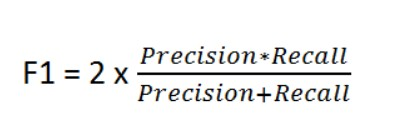 F1 = 2 x Precision*Recall
Precision+Recall